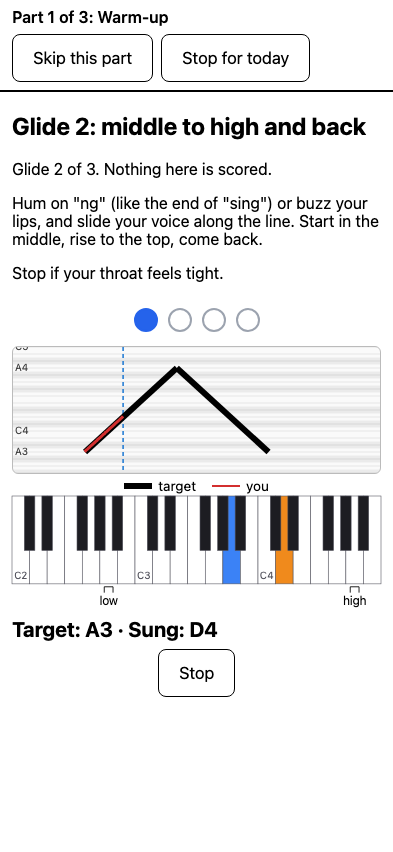 Part 1 of 3: Warm-up
Skip this part
Stop for today
Glide 2: middle to high and back
Glide 2 of 3. Nothing here is scored.
Hum on "ng" (like the end of "sing") or buzz your
lips, and slide your voice along the line. Start in the
middle, rise to the top, come back.
Stop if your throat feels tight.
A4
C4
A3
target
you
C2
C3
C4
low
high
Target: A3 · Sung: D4
Stop